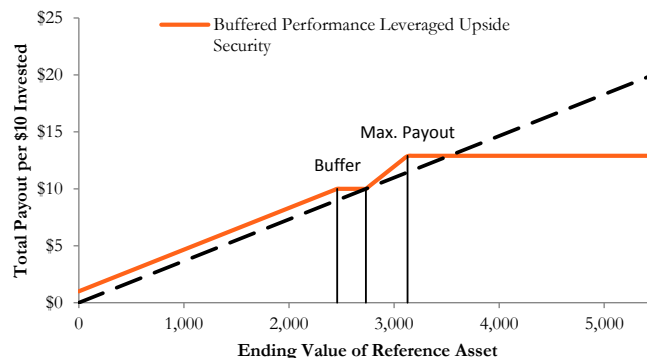 $25
$20
$15
$10
$5
$0
Total Payout per $10 Invested
Buffered Performance Leveraged Upside
Security
Max. Payout
Buffer
0
1,000
2,000
3,000
4,000
5,000
Ending Value of Reference Asset